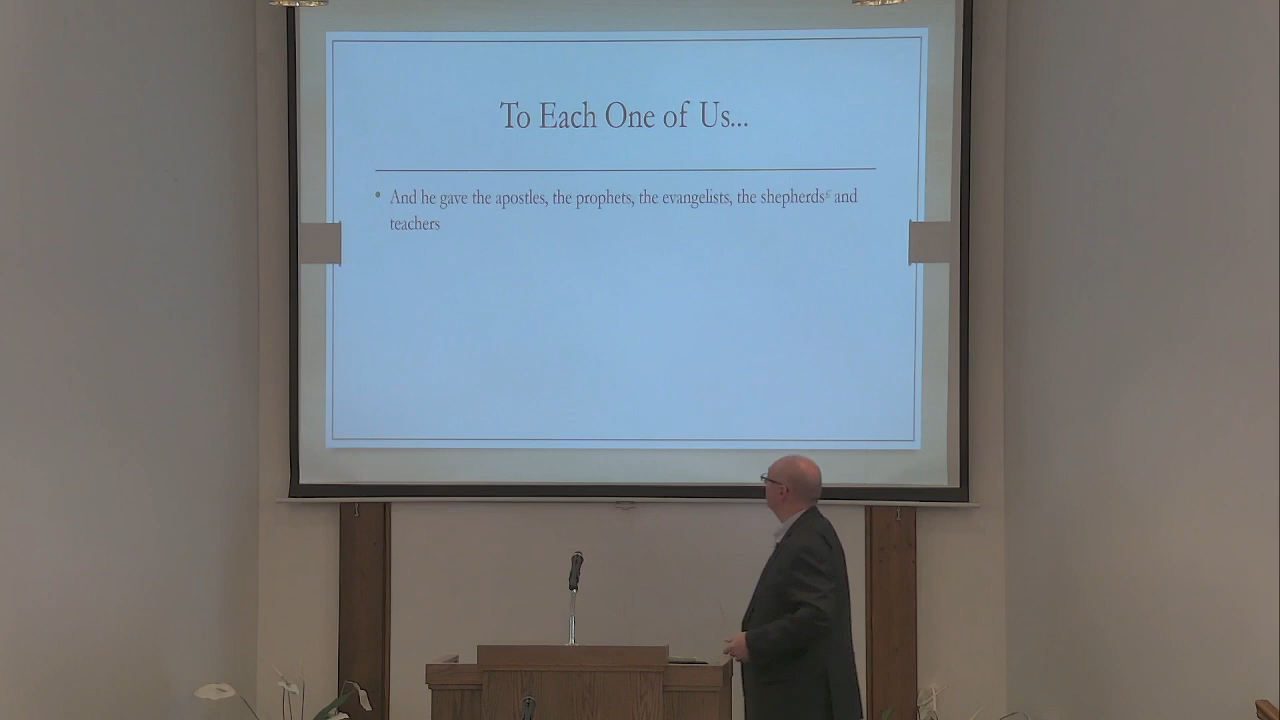 To Each One of Us...
• And he gave the apostles, the prophets, the evangelists, the shepherds and
teachers